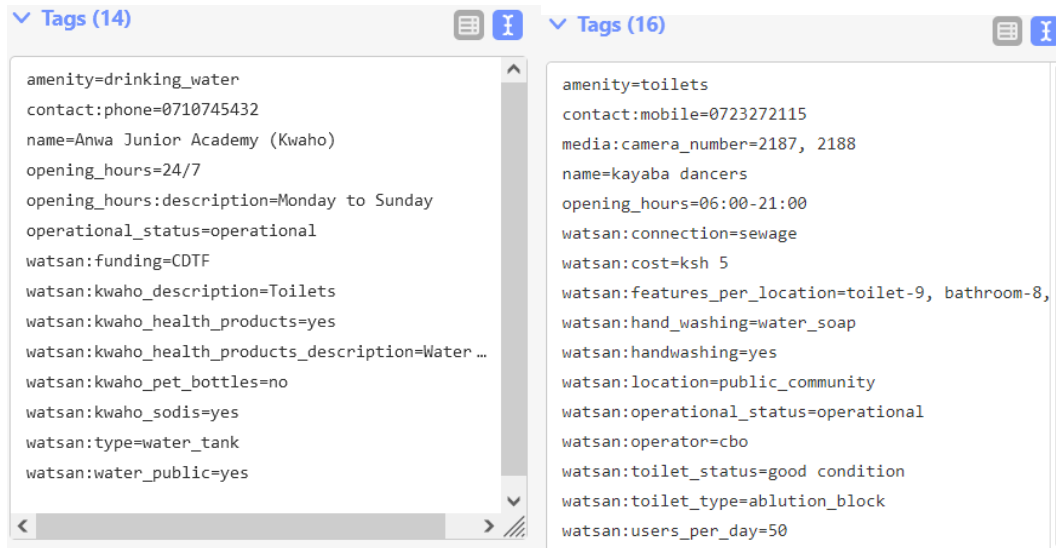 Tags (14)
amenity=drinking_water
contact:phone=0710745432
name=Anwa Junior Academy (Kwaho)
opening_hours=24/7
opening_hours:description=Monday to Sunday
operational_status=operational
watsan:funding=CDTF
watsan:kwaho_description=Toilets
watsan:kwaho_health_products=yes
watsan:kwaho_health_products_description=Water …
watsan:kwaho_pet_bottles=no
watsan:kwaho_sodis=yes
watsan:type=water_tank
watsan:water_public=yes
Tags (16)
amenity=toilets
contact:mobile=0723272115
media:camera_number=2187, 2188
name=kayaba dancers
opening_hours=06:00-21:00
watsan:connection=sewage
watsan:cost=ksh 5
watsan:features_per_location=toilet-9, bathroom-8,
watsan:hand_washing=water_soap
watsan:handwashing=yes
watsan:location=public_community
watsan:operational_status=operational
watsan:operator=cbo
watsan:toilet_status=good condition
watsan:toilet_type=ablution_block
watsan:users_per_day=50